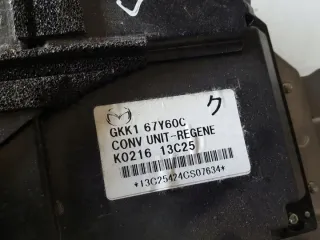 ク
GKK1 67Y60C
CONV UNIT-REGENE
K0216 13C25
*13C25424CS07634*